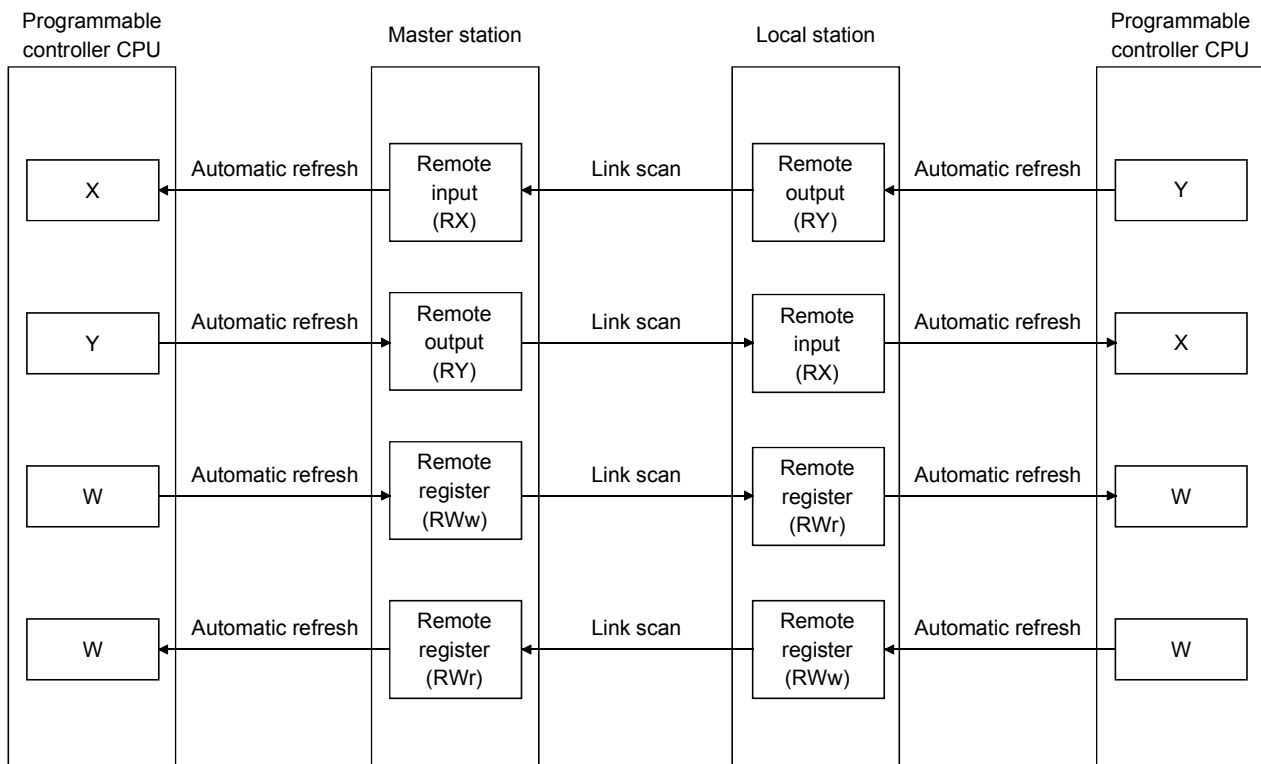 Programmable
controller CPU
Master station
Local station
Programmable
controller CPU
X
Automatic refresh
Remote
input
(RX)
Link scan
Remote
output
(RY)
Automatic refresh
Y
Y
Automatic refresh
Remote
output
(RY)
Link scan
Remote
input
(RX)
Automatic refresh
X
W
Automatic refresh
Remote
register
(RWw)
Link scan
Remote
register
(RWr)
Automatic refresh
W
W
Automatic refresh
Remote
register
(RWr)
Link scan
Remote
register
(RWw)
Automatic refresh
W